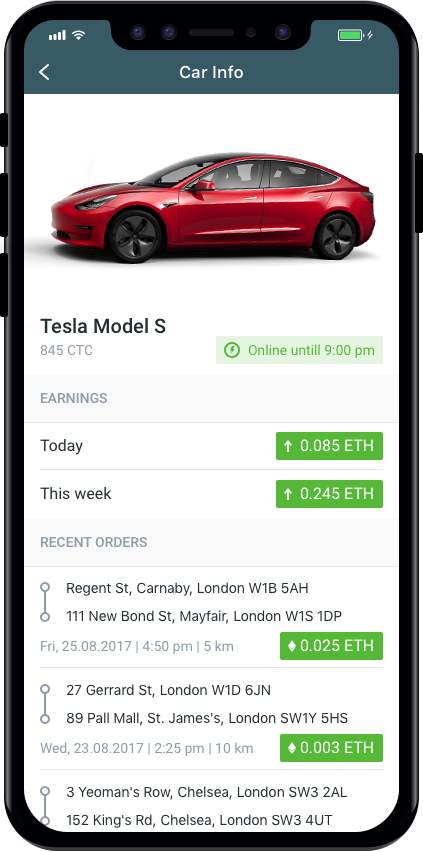 Car Info
Tesla Model S
845 CTC
Online untill 9:00 pm
EARNINGS
Today
0.085 ETH
This week
0.245 ETH
RECENT ORDERS
Regent St, Carnaby, London W1B 5AH
111 New Bond St, Mayfair, London W1S 1DP
Fri, 25.08.2017 | 4:50 pm | 5 km
0.025 ETH
27 Gerrard St, London W1D 6JN
89 Pall Mall, St. James's, London SW1Y 5HS
Wed, 23.08.2017 | 2:25 pm | 10 km
0.003 ETH
3 Yeoman's Row, Chelsea, London SW3 2AL
152 King's Rd, Chelsea, London SW3 4UT